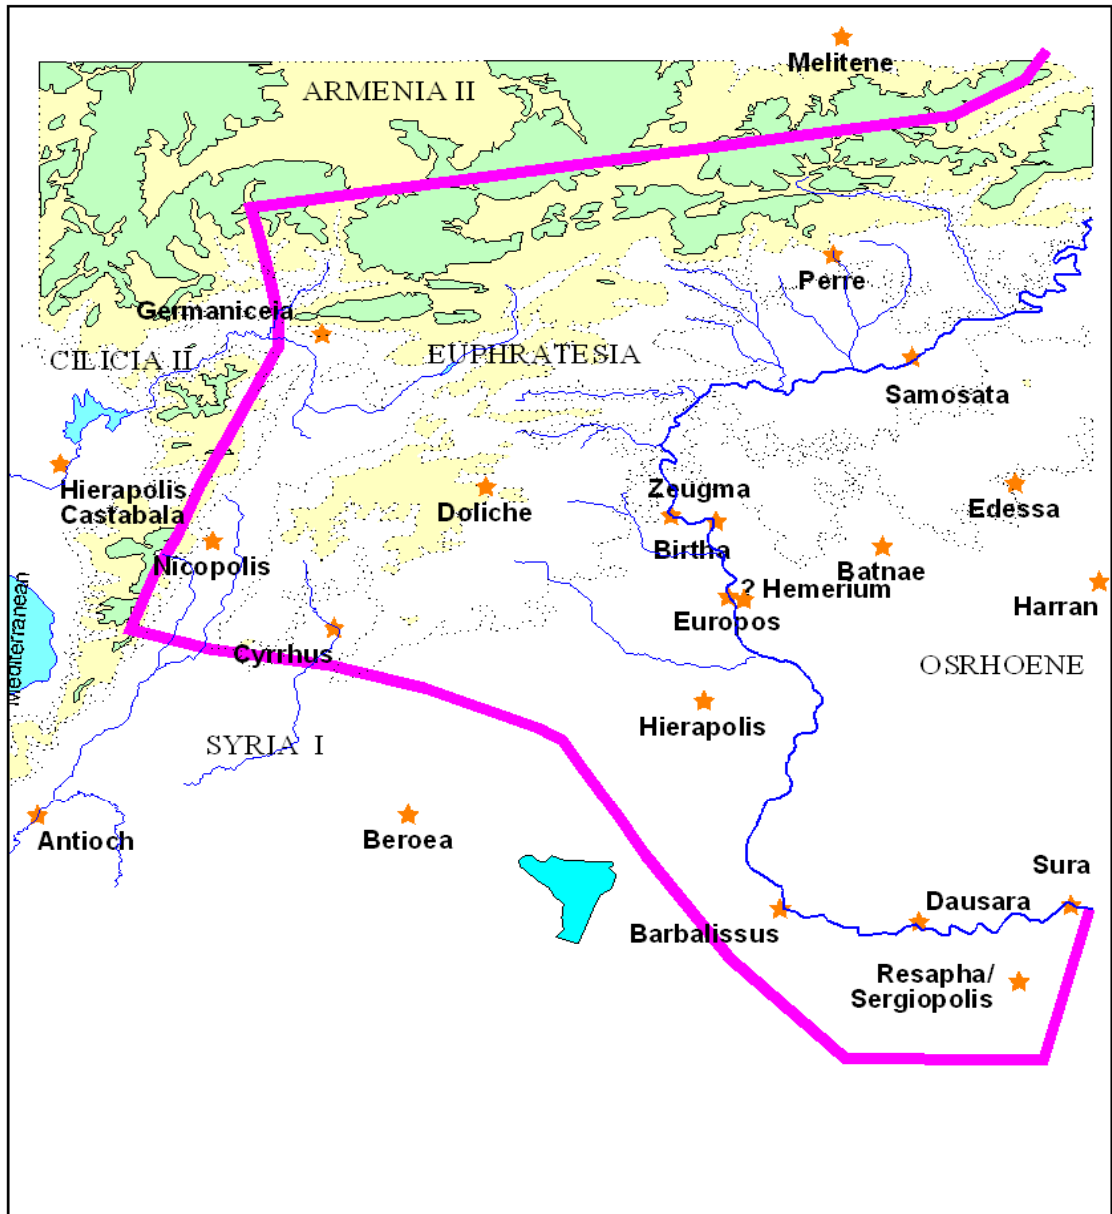 Melitene
ARMENIA II
Perre
Germaniceia
CILICIA II
EUPHRATESIA
Samosata
Hierapolis
Castabala
Doliche
Zeugma
Edessa
Nicopolis
Birtha
Batnae
? Hemerium
Harran
Mediterranean
Europos
Cyrrhus
OSRHOENE
Hierapolis
SYRIA I
Antioch
Beroea
Sura
Dausara
Barbalissus
Resapha/
Sergiopolis